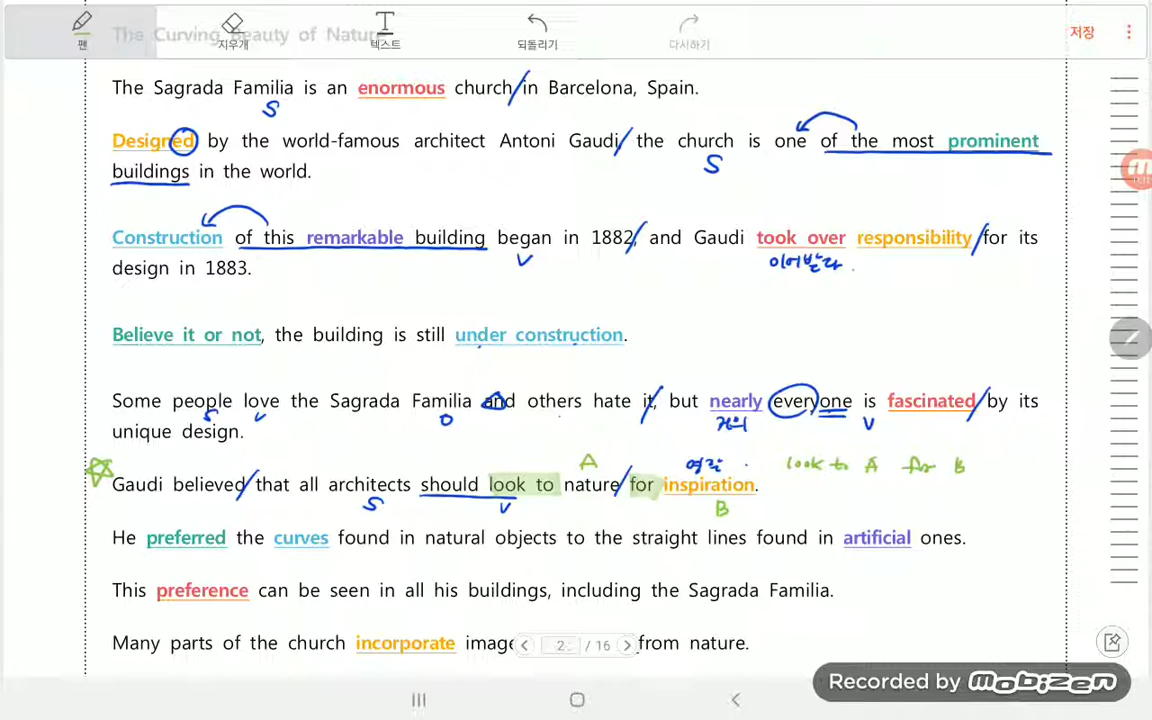 The Curving Beauty of Nature
펜
지우개
텍스트
되돌리기
다시하기
저장
The Sagrada Familia is an enormous church in Barcelona, Spain.
S
Designed by the world-famous architect Antoni Gaudi, the church is one of the most prominent
S
buildings in the world.
Construction of this remarkable building began in 1882, and Gaudi took over responsibility for its
V
이어받다
design in 1883.
Believe it or not, the building is still under construction.
Some people love the Sagrada Familia and others hate it, but nearly everyone is fascinated by its
S V O 거의 V
unique design.
A
look to A for B
Gaudi believed that all architects should look to nature for inspiration.
S V B
He preferred the curves found in natural objects to the straight lines found in artificial ones.
This preference can be seen in all his buildings, including the Sagrada Familia.
Many parts of the church incorporate from nature.
2 / 16
Recorded by mobizen